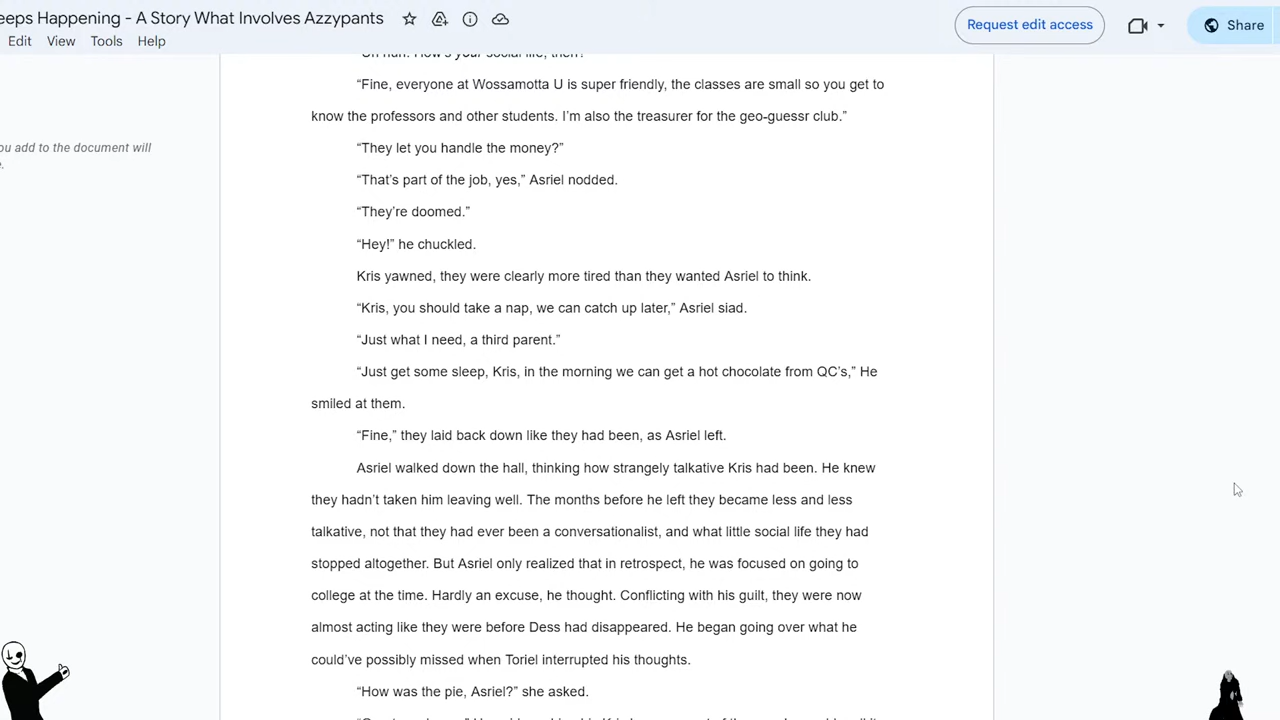 eeps Happening - A Story What Involves Azzypants
Request edit access
Share
Edit View Tools Help
“Fine, everyone at Wossamotta U is super friendly, the classes are small so you get to
know the professors and other students. I’m also the treasurer for the geo-guessr club.”
ou add to the document will
“They let you handle the money?”
“That’s part of the job, yes,” Asriel nodded.
“They’re doomed.”
“Hey!” he chuckled.
Kris yawned, they were clearly more tired than they wanted Asriel to think.
“Kris, you should take a nap, we can catch up later,” Asriel siad.
“Just what I need, a third parent.”
“Just get some sleep, Kris, in the morning we can get a hot chocolate from QC’s,” He
smiled at them.
“Fine,” they laid back down like they had been, as Asriel left.
Asriel walked down the hall, thinking how strangely talkative Kris had been. He knew
they hadn’t taken him leaving well. The months before he left they became less and less
talkative, not that they had ever been a conversationalist, and what little social life they had
stopped altogether. But Asriel only realized that in retrospect, he was focused on going to
college at the time. Hardly an excuse, he thought. Conflicting with his guilt, they were now
almost acting like they were before Dess had disappeared. He began going over what he
could’ve possibly missed when Toriel interrupted his thoughts.
“How was the pie, Asriel?” she asked.